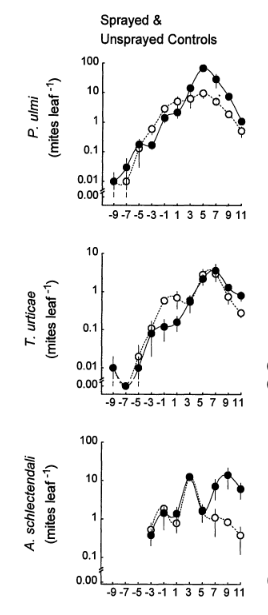 Sprayed &
Unsprayed Controls
P. ulmi
(mites leaf -1)
100
10
1
0.1
0.01
0.00
-9 -7 -5 -3 -1 1 3 5 7 9 11
T. urticae
(mites leaf -1)
10
1
0.1
0.01
0.00
-9 -7 -5 -3 -1 1 3 5 7 9 11
A. schlectendali
(mites leaf -1)
100
10
1
0.1
0.00
-9 -7 -5 -3 -1 1 3 5 7 9 11